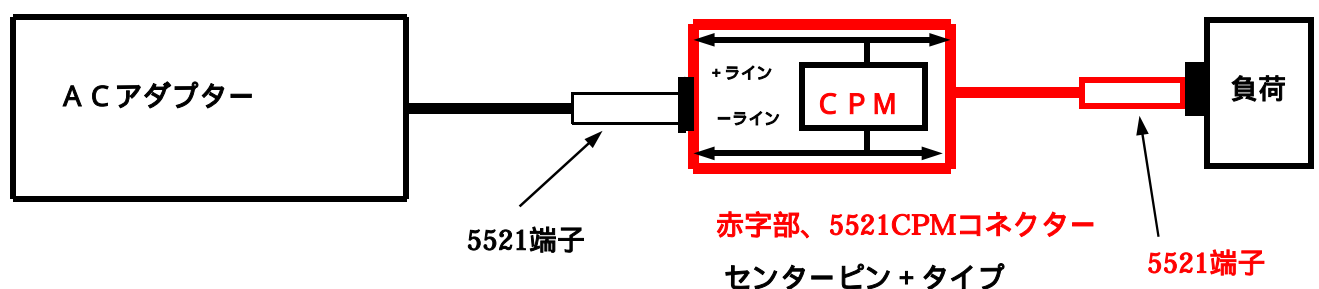 ACアダプター
+ライン
CPM
−ライン
負荷
5521端子
赤字部、5521CPMコネクター
センターピン+タイプ
5521端子